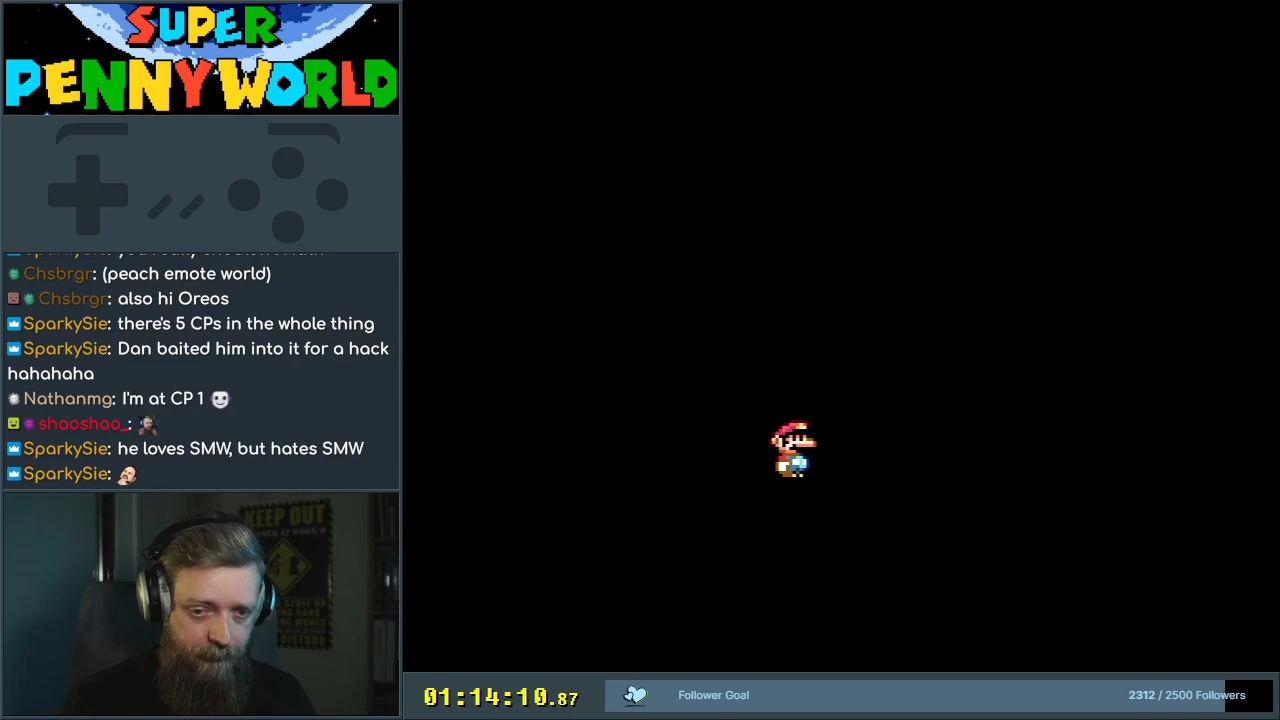 SUPER
PENNYWORLD
Chsbrgr: (peach emote world)
Chsbrgr: also hi Oreos
SparkySie: there's 5 CPs in the whole thing
SparkySie: Dan baited him into it for a hack
hahahaha
Nathanmg: I'm at CP 1
shaoshao_:
SparkySie: he loves SMW, but hates SMW
SparkySie:
KEEP OUT
01:14:10.87
Follower Goal
2312 / 2500 Followers